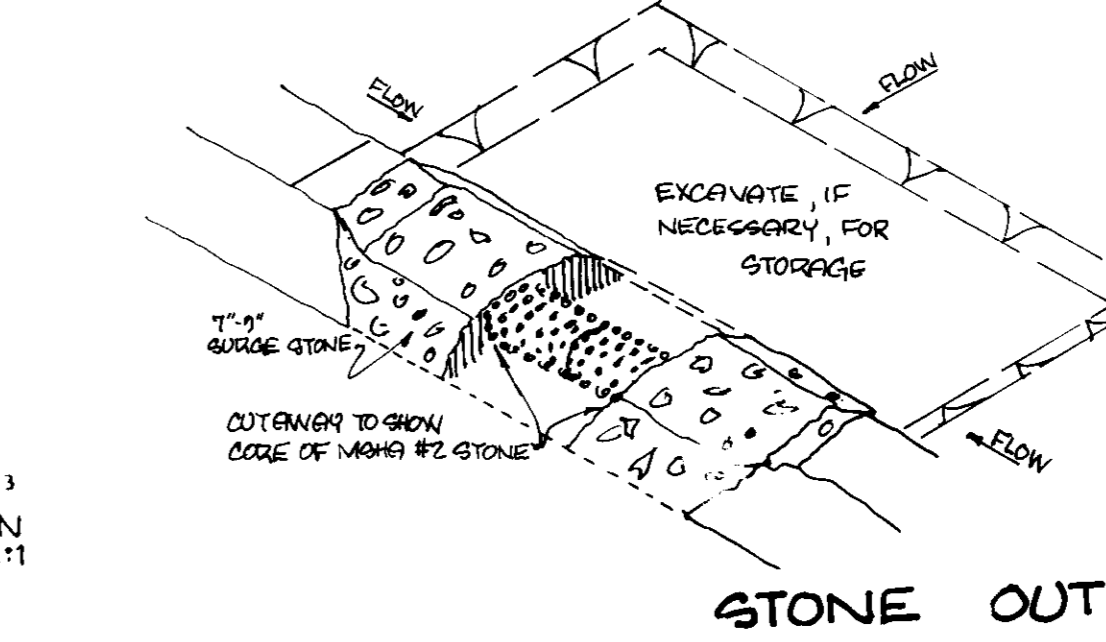 FLOW
FLOW
EXCAVATE, IF
NECESSARY, FOR
STORAGE
7"-9"
SURGE STONE
CUTAWAY TO SHOW
CORE OF MSHA #2 STONE
FLOW
3
N
:1
STONE OUT